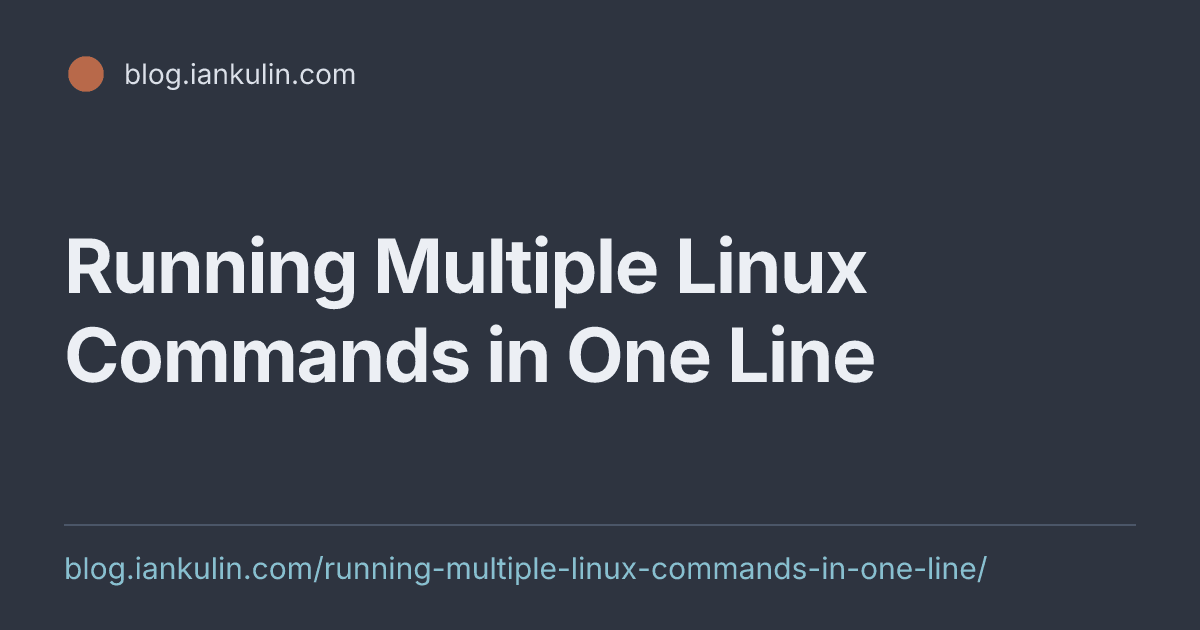 blog.iankulin.com
Running Multiple Linux
Commands in One Line
blog.iankulin.com/running-multiple-linux-commands-in-one-line/